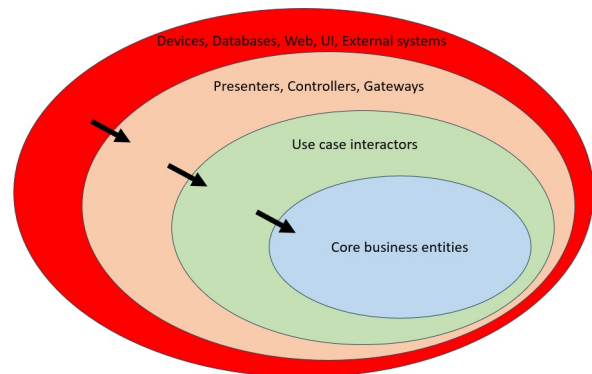 Devices, Databases, Web, UI, External systems
Presenters, Controllers, Gateways
Use case interactors
Core business entities